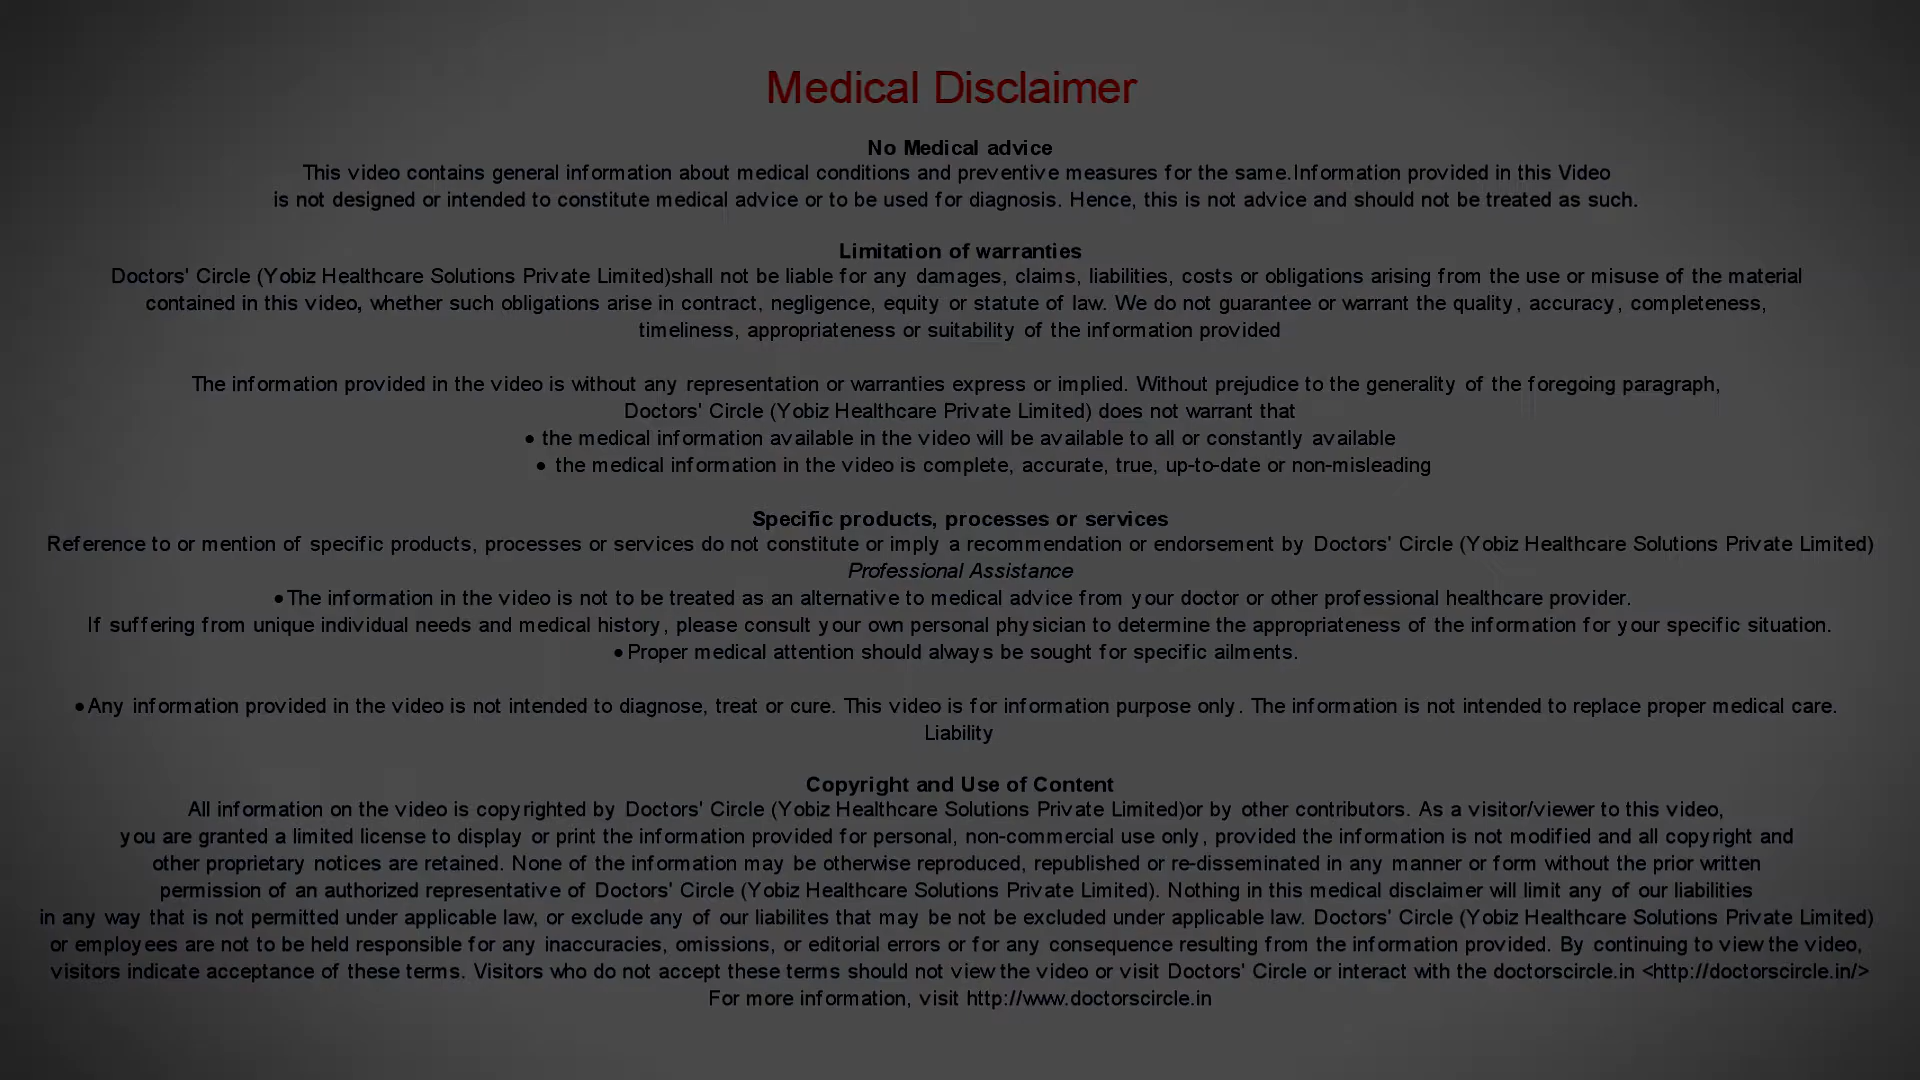 Medical Disclaimer
No Medical advice
This video contains general information about medical conditions and preventive measures for the same.Information provided in this Video
is not designed or intended to constitute medical advice or to be used for diagnosis. Hence, this is not advice and should not be treated as such.
Limitation of warranties
Doctors' Circle (Yobiz Healthcare Solutions Private Limited)shall not be liable for any damages, claims, liabilities, costs or obligations arising from the use or misuse of the material
contained in this video, whether such obligations arise in contract, negligence, equity or statute of law. We do not guarantee or warrant the quality, accuracy, completeness,
timeliness, appropriateness or suitability of the information provided
The information provided in the video is without any representation or warranties express or implied. Without prejudice to the generality of the foregoing paragraph,
Doctors' Circle (Yobiz Healthcare Private Limited) does not warrant that
• the medical information available in the video will be available to all or constantly available
• the medical information in the video is complete, accurate, true, up-to-date or non-misleading
Specific products, processes or services
Reference to or mention of specific products, processes or services do not constitute or imply a recommendation or endorsement by Doctors' Circle (Yobiz Healthcare Solutions Private Limited)
Professional Assistance
•The information in the video is not to be treated as an alternative to medical advice from your doctor or other professional healthcare provider.
If suffering from unique individual needs and medical history, please consult your own personal physician to determine the appropriateness of the information for your specific situation.
•Proper medical attention should always be sought for specific ailments.
•Any information provided in the video is not intended to diagnose, treat or cure. This video is for information purpose only. The information is not intended to replace proper medical care.
Liability
Copyright and Use of Content
All information on the video is copyrighted by Doctors' Circle (Yobiz Healthcare Solutions Private Limited)or by other contributors. As a visitor/viewer to this video,
you are granted a limited license to display or print the information provided for personal, non-commercial use only, provided the information is not modified and all copyright and
other proprietary notices are retained. None of the information may be otherwise reproduced, republished or re-disseminated in any manner or form without the prior written
permission of an authorized representative of Doctors' Circle (Yobiz Healthcare Solutions Private Limited). Nothing in this medical disclaimer will limit any of our liabilities
in any way that is not permitted under applicable law, or exclude any of our liabilites that may be not be excluded under applicable law. Doctors' Circle (Yobiz Healthcare Solutions Private Limited)
or employees are not to be held responsible for any inaccuracies, omissions, or editorial errors or for any consequence resulting from the information provided. By continuing to view the video,
visitors indicate acceptance of these terms. Visitors who do not accept these terms should not view the video or visit Doctors' Circle or interact with the doctorscircle.in <http://doctorscircle.in/>
For more information, visit http://www.doctorscircle.in